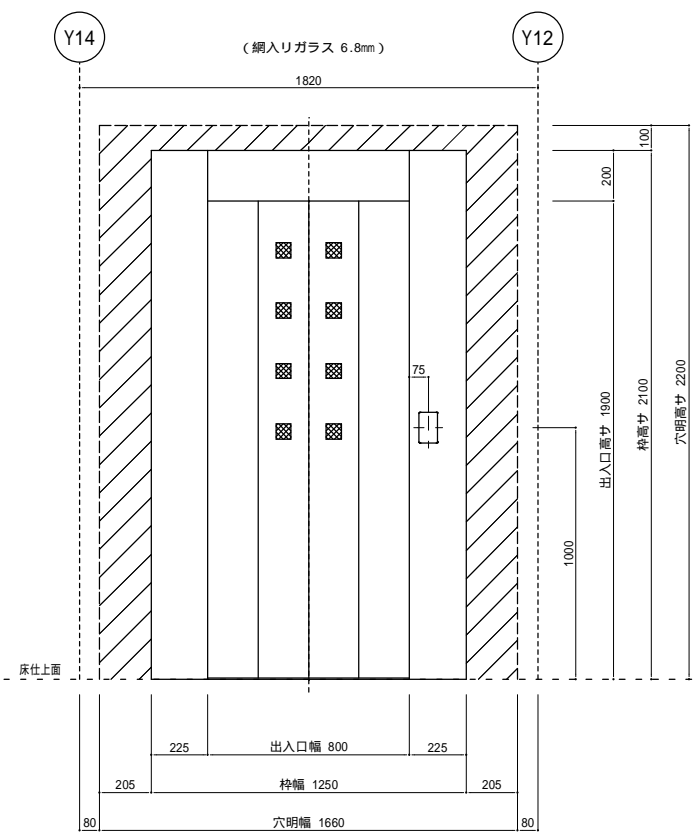 Y14
Y12
(網入リガラス 6.8㎜)
1820
100
200
75
出入口高サ 1900
枠高サ 2100
穴明高サ 2200
1000
床仕上面
225
出入口幅 800
225
205
枠幅 1250
205
80
穴明幅 1660
80